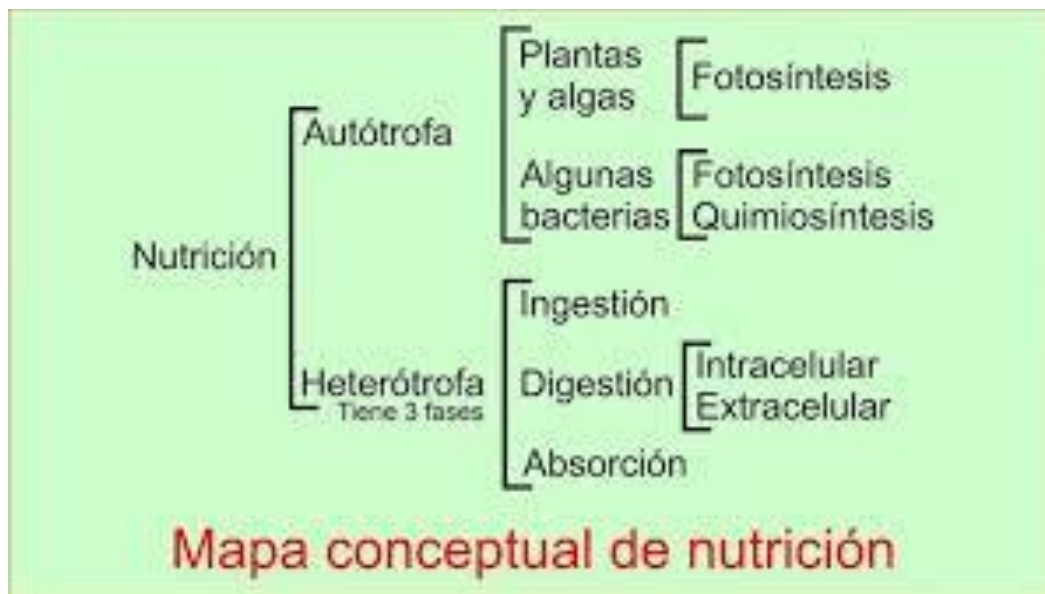 Nutrición
Autótrofa
Plantas
y algas
Fotosíntesis
Algunas
bacterias
Fotosíntesis
Quimiosíntesis
Heterótrofa
Tiene 3 fases
Ingestión
Digestión
Intracelular
Extracelular
Absorción
Mapa conceptual de nutrición